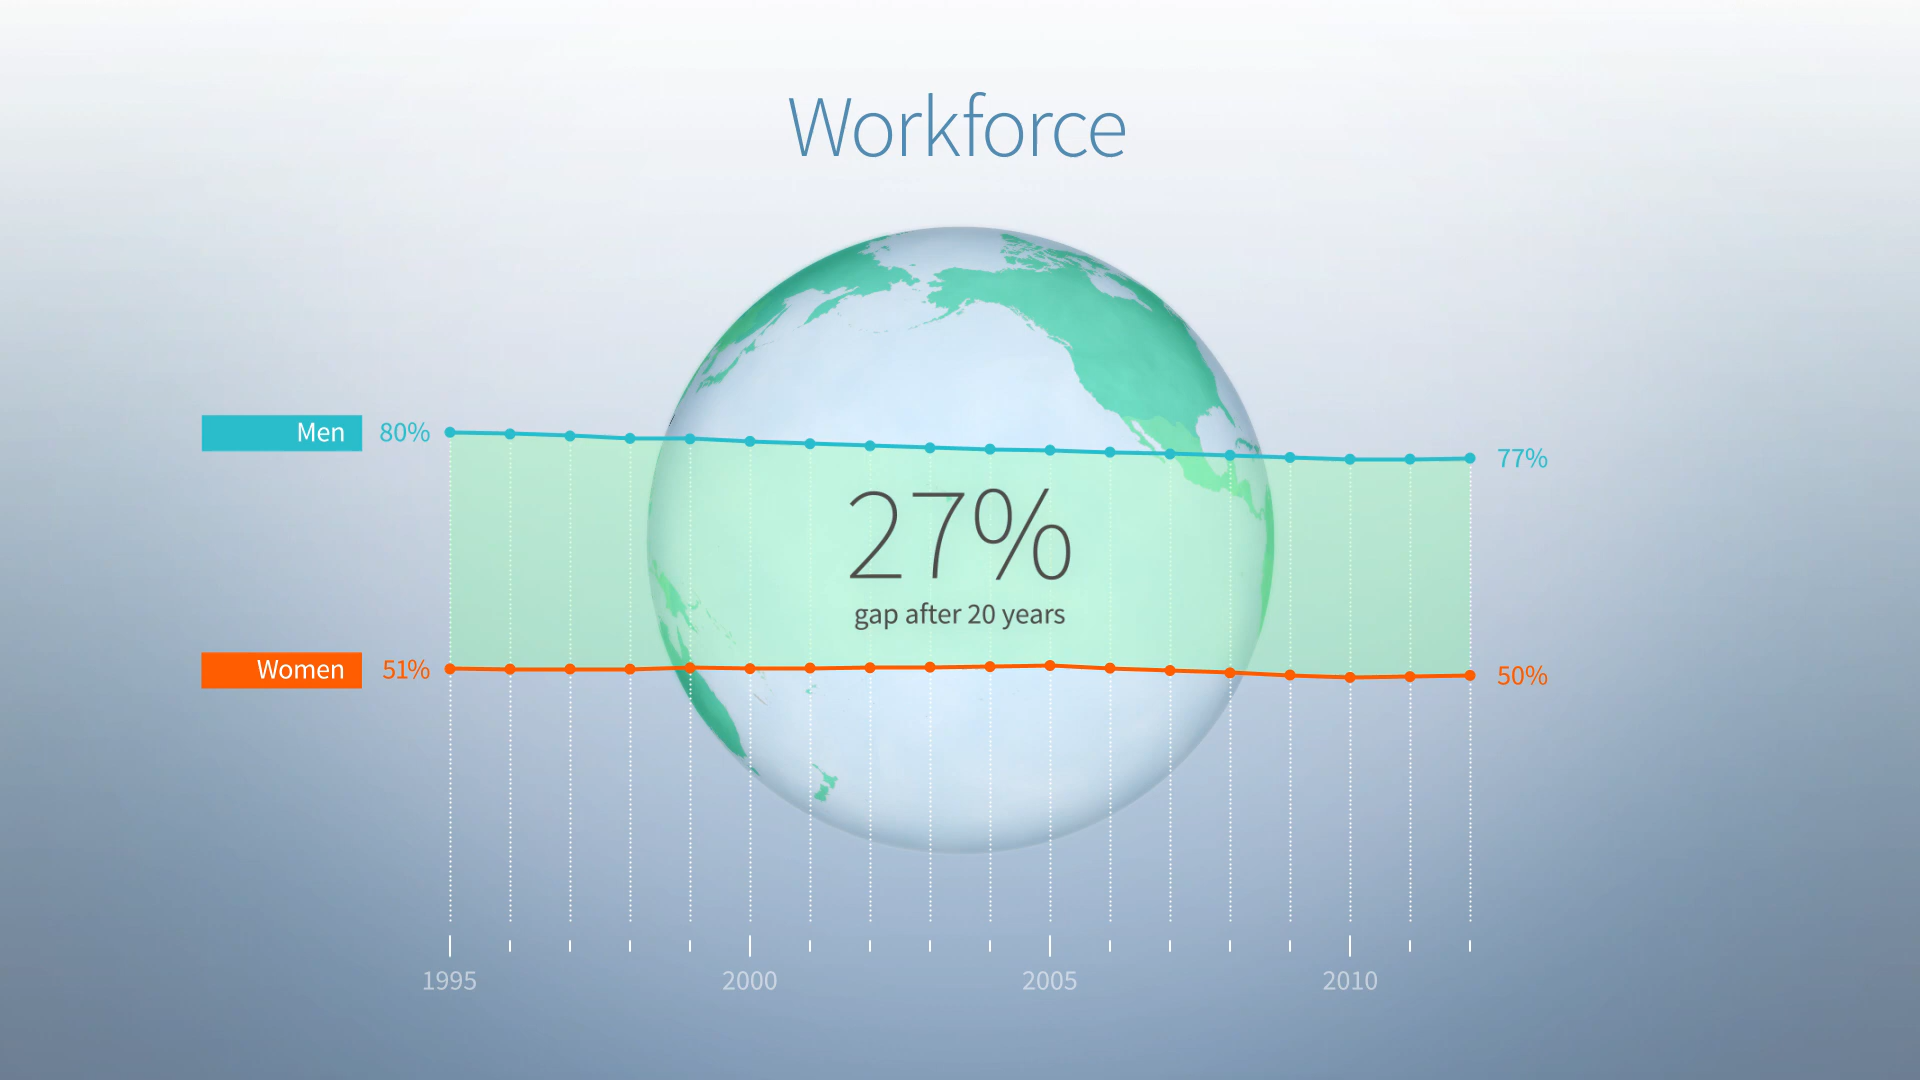 Workforce
Men 80%
77%
27%
gap after 20 years
Women 51%
50%
1995 2000 2005 2010